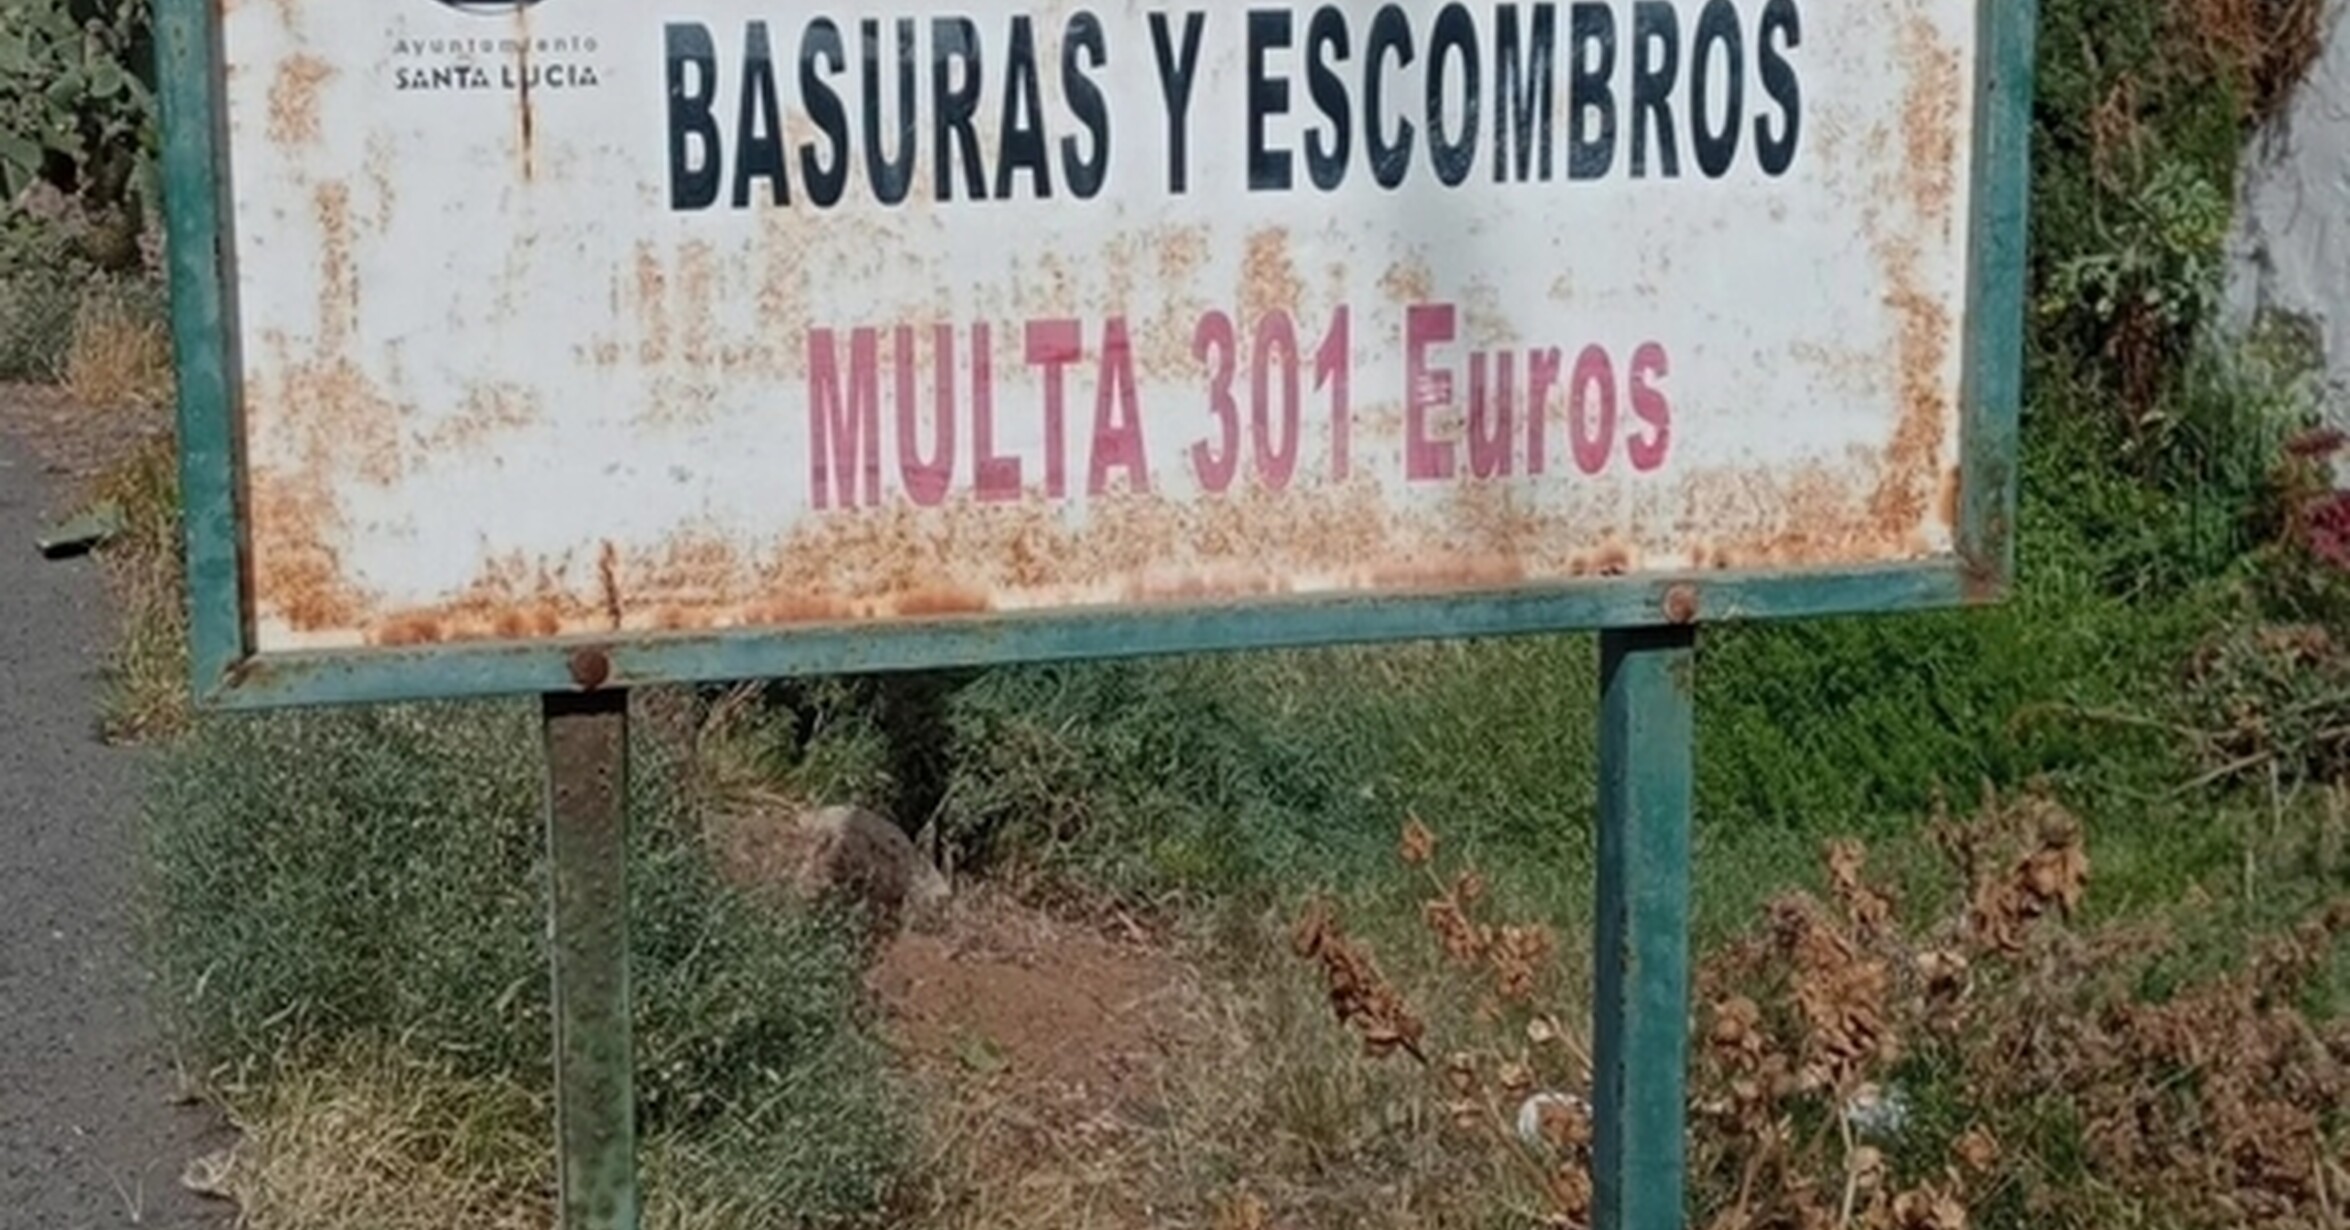 Ayuntamiento
SANTA LUCIA
BASURAS Y ESCOMBROS
MULTA 301 Euros